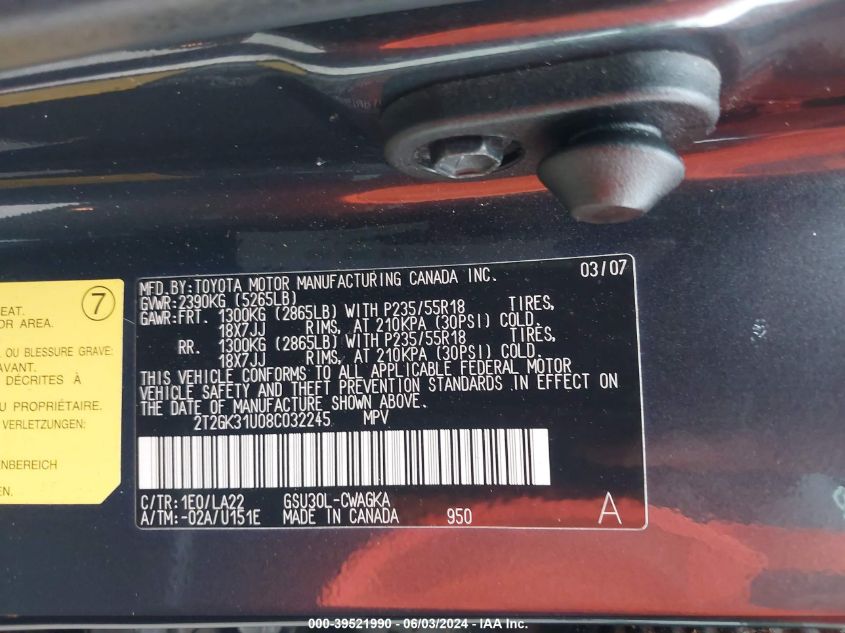 7
EAT.
OR AREA.
OU BLESSURE GRAVE:
AVANT.
DÉCRITES À
U PROPRIÉTAIRE.
VERLETZUNGEN:
ENBEREICH
MFD.BY:TOYOTA MOTOR MANUFACTURING CANADA INC. 03/07
GVWR:2390KG (5265LB)
GAWR:FRT. 1300KG (2865LB) WITH P235/55R18 TIRES,
18X7JJ RIMS, AT 210KPA (30PSI) COLD.
RR. 1300KG (2865LB) WITH P235/55R18 TIRES,
18X7JJ RIMS, AT 210KPA (30PSI) COLD.
THIS VEHICLE CONFORMS TO ALL APPLICABLE FEDERAL MOTOR
VEHICLE SAFETY AND THEFT PREVENTION STANDARDS IN EFFECT ON
THE DATE OF MANUFACTURE SHOWN ABOVE.
2T2GK31U08C032245 MPV
C/TR:1E0/LA22 GSU30L-CWAGKA
A/TM:-02A/U151E MADE IN CANADA 950 A
000-39521990 - 06/03/2024 - IAA Inc.